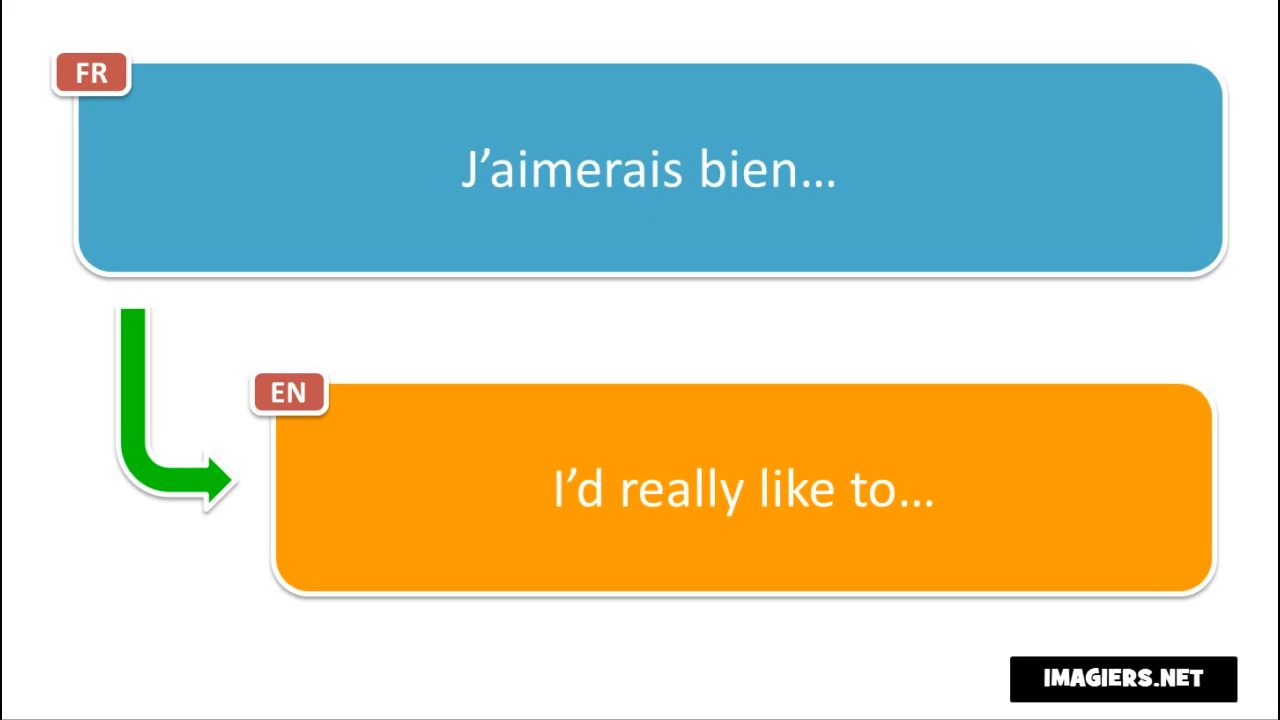 FR
J’aimerais bien…
EN
I’d really like to…
IMAGIERS.NET